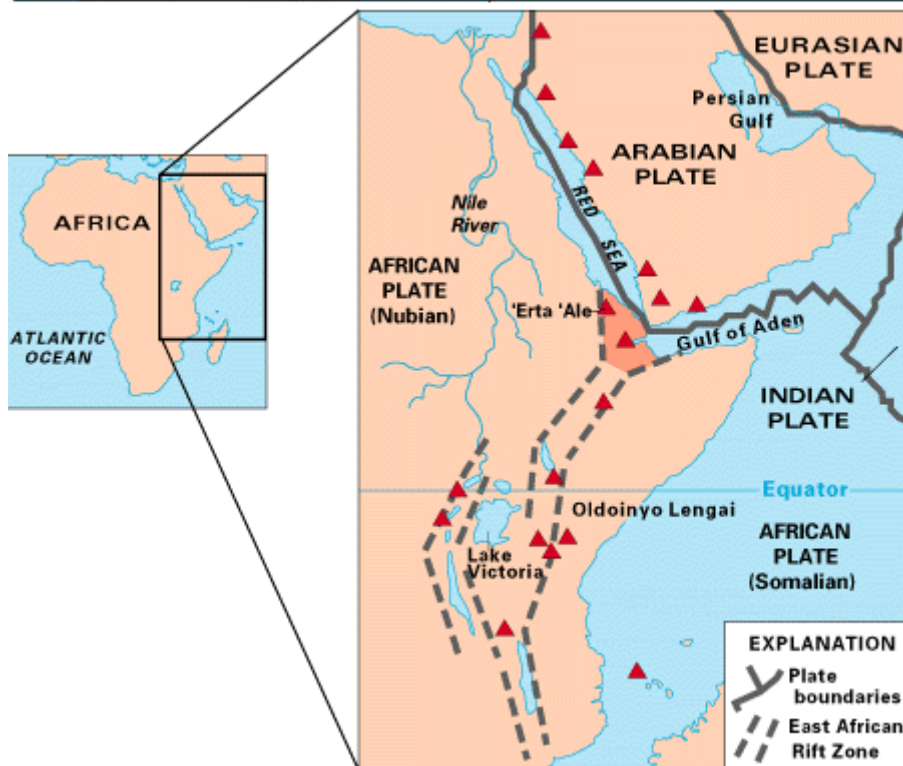 AFRICA
ATLANTIC
OCEAN
EURASIAN
PLATE
Persian
Gulf
ARABIAN
PLATE
RED SEA
Nile
River
AFRICAN
PLATE
(Nubian)
'Erta 'Ale
Gulf of Aden
INDIAN
PLATE
Equator
Oldoinyo Lengai
Lake
Victoria
AFRICAN
PLATE
(Somalian)
EXPLANATION
Plate
boundaries
East African
Rift Zone